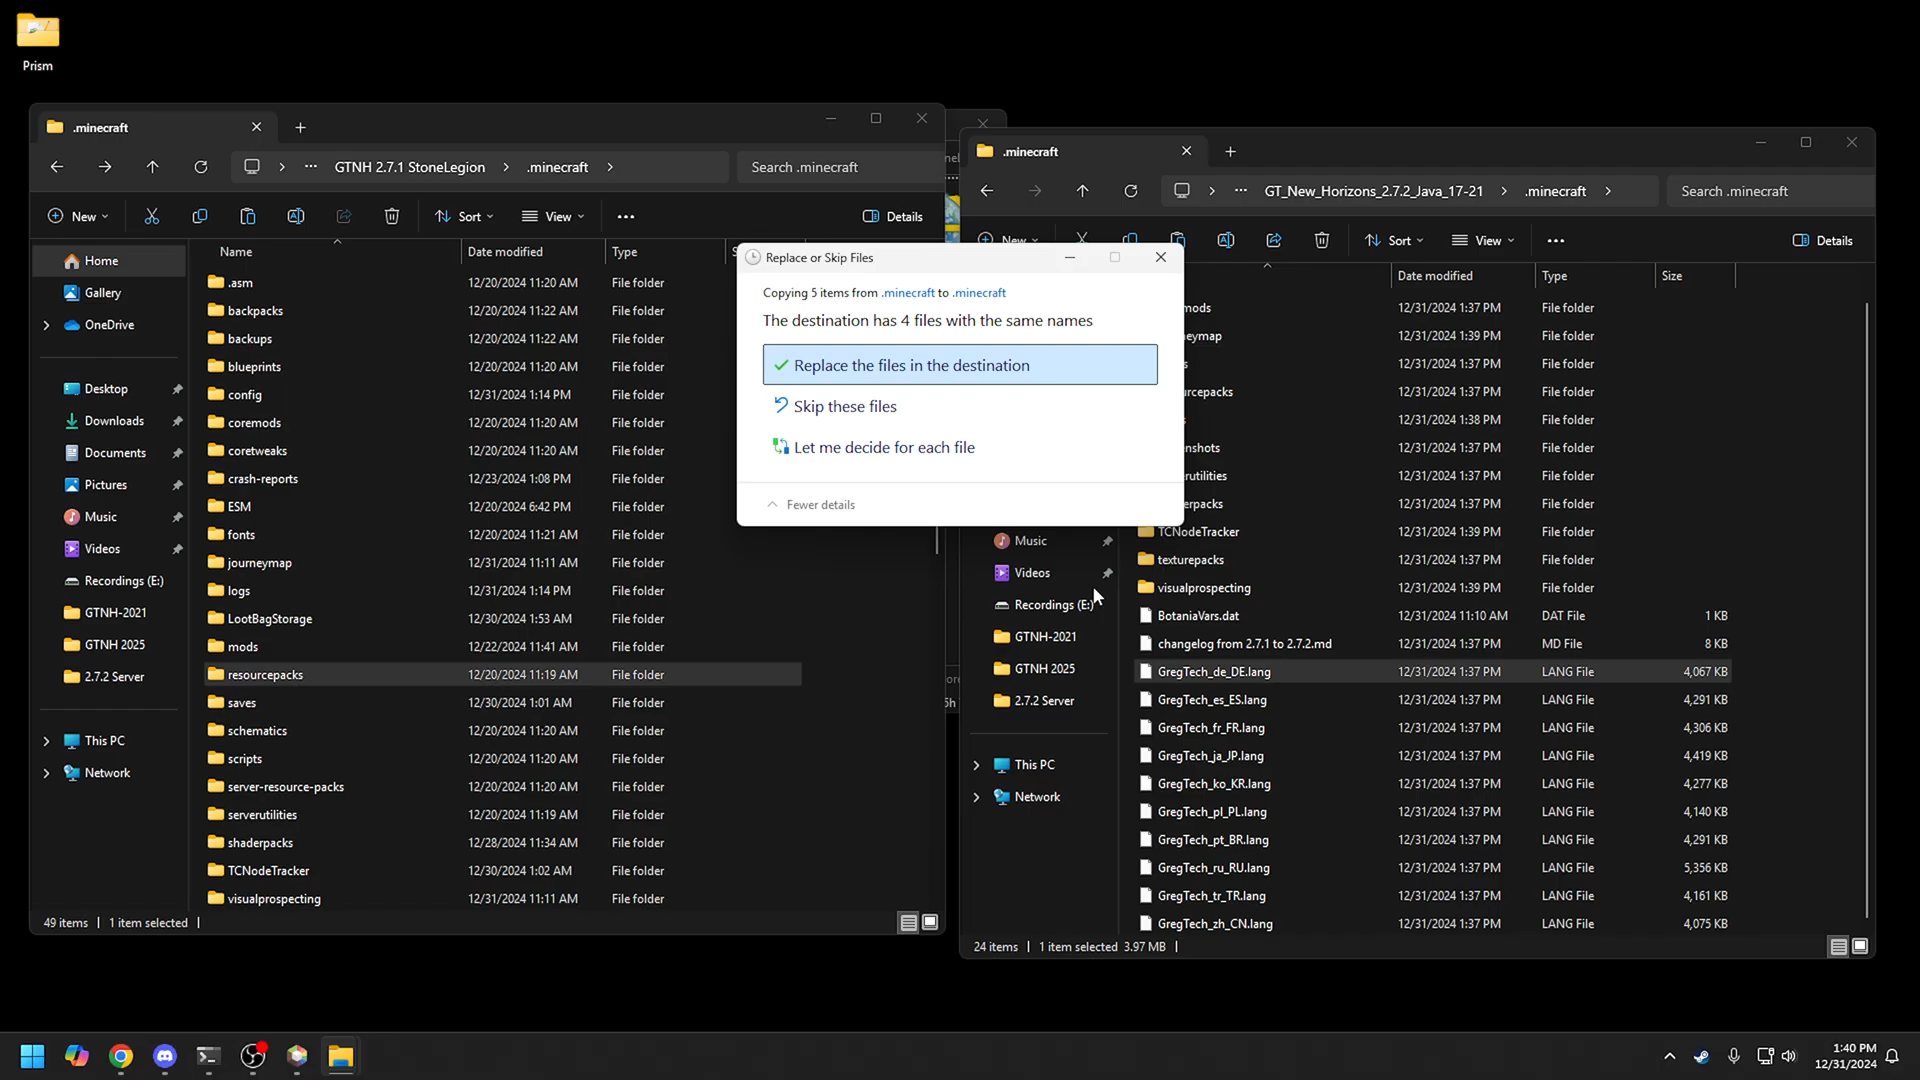 Prism
.minecraft
GTNH 2.7.1 StoneLegion
.minecraft
Search .minecraft
New
Sort
View
Details
Home
Gallery
OneDrive
Desktop
Downloads
Documents
Pictures
Music
Videos
Recordings (E:)
GTNH-2021
GTNH 2025
2.7.2 Server
This PC
Network
Name Date modified Type S
.asm 12/20/2024 11:20 AM File folder
backpacks 12/20/2024 11:22 AM File folder
backups 12/20/2024 11:22 AM File folder
blueprints 12/20/2024 11:20 AM File folder
config 12/31/2024 1:14 PM File folder
coremods 12/20/2024 11:20 AM File folder
coretweaks 12/20/2024 11:20 AM File folder
crash-reports 12/23/2024 1:08 PM File folder
ESM 12/20/2024 6:42 PM File folder
fonts 12/20/2024 11:21 AM File folder
journeymap 12/31/2024 11:11 AM File folder
logs 12/31/2024 1:14 PM File folder
LootBagStorage 12/30/2024 1:53 AM File folder
mods 12/22/2024 11:41 AM File folder
resourcepacks 12/20/2024 11:19 AM File folder
saves 12/30/2024 1:01 AM File folder
schematics 12/20/2024 11:20 AM File folder
scripts 12/20/2024 11:20 AM File folder
server-resource-packs 12/20/2024 11:20 AM File folder
serverutilities 12/20/2024 11:19 AM File folder
shaderpacks 12/28/2024 11:34 AM File folder
TCNodeTracker 12/30/2024 1:02 AM File folder
visualprospecting 12/31/2024 11:11 AM File folder
49 items 1 item selected
Replace or Skip Files
Copying 5 items from .minecraft to .minecraft
The destination has 4 files with the same names
Replace the files in the destination
Skip these files
Let me decide for each file
Fewer details
.minecraft
GT_New_Horizons_2.7.2_Java_17-21
.minecraft
Search .minecraft
New
Sort
View
Details
Music
Videos
Recordings (E:)
GTNH-2021
GTNH 2025
2.7.2 Server
This PC
Network
Date modified Type Size
mods 12/31/2024 1:37 PM File folder
eymap 12/31/2024 1:39 PM File folder
s 12/31/2024 1:37 PM File folder
urcepacks 12/31/2024 1:37 PM File folder
12/31/2024 1:38 PM File folder
nshots 12/31/2024 1:37 PM File folder
rutilities 12/31/2024 1:37 PM File folder
erpacks 12/31/2024 1:37 PM File folder
TCNodeTracker 12/31/2024 1:39 PM File folder
texturepacks 12/31/2024 1:37 PM File folder
visualprospecting 12/31/2024 1:39 PM File folder
BotaniaVars.dat 12/31/2024 11:10 AM DAT File 1 KB
changelog from 2.7.1 to 2.7.2.md 12/31/2024 1:37 PM MD File 8 KB
GregTech_de_DE.lang 12/31/2024 1:37 PM LANG File 4,067 KB
GregTech_es_ES.lang 12/31/2024 1:37 PM LANG File 4,291 KB
GregTech_fr_FR.lang 12/31/2024 1:37 PM LANG File 4,306 KB
GregTech_ja_JP.lang 12/31/2024 1:37 PM LANG File 4,419 KB
GregTech_ko_KR.lang 12/31/2024 1:37 PM LANG File 4,277 KB
GregTech_pl_PL.lang 12/31/2024 1:37 PM LANG File 4,140 KB
GregTech_pt_BR.lang 12/31/2024 1:37 PM LANG File 4,291 KB
GregTech_ru_RU.lang 12/31/2024 1:37 PM LANG File 5,356 KB
GregTech_tr_TR.lang 12/31/2024 1:37 PM LANG File 4,161 KB
GregTech_zh_CN.lang 12/31/2024 1:37 PM LANG File 4,075 KB
24 items 1 item selected 3.97 MB
1:40 PM
12/31/2024